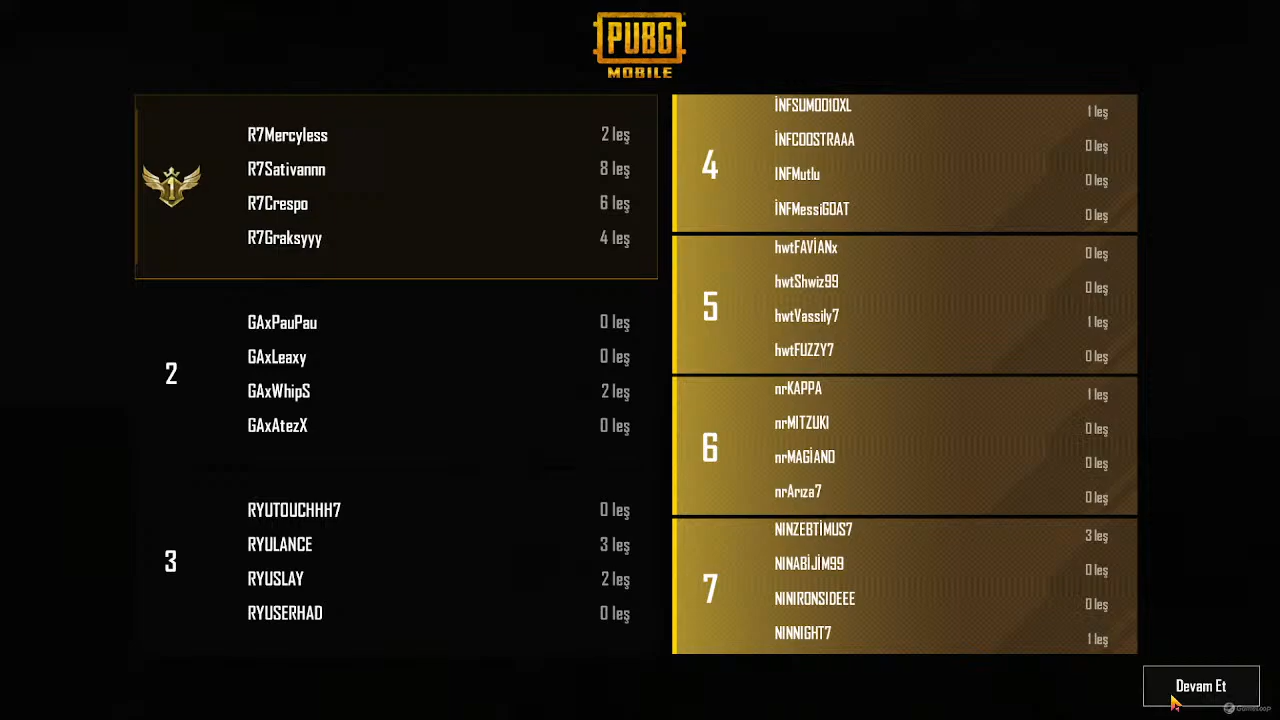 PUBG
MOBILE
1
R7Mercyless 2 leş
R7Sativannn 8 leş
R7Crespo 6 leş
R7Graksyyy 4 leş
2
GAxPauPau 0 leş
GAxLeaxy 0 leş
GAxWhipS 2 leş
GAxAtezX 0 leş
3
RYUTOUCHHH7 0 leş
RYULANCE 3 leş
RYUSLAY 2 leş
RYUSERHAD 0 leş
4
İNFSUMO010XL 1 leş
İNFCOOSTRAAA 0 leş
INFMutlu 0 leş
İNFMessiGOAT 0 leş
5
hwtFAVİANx 0 leş
hwtShwiz99 0 leş
hwtVassily7 1 leş
hwtFUZZY7 0 leş
6
nrKAPPA 1 leş
nrMITZUKI 0 leş
nrMAGİANO 0 leş
nrArıza7 0 leş
7
NINZEBTİMUS7 3 leş
NINABİJİM99 0 leş
NINIRONSIDEEE 0 leş
NINNIGHT7 1 leş
Devam Et
GameLoop